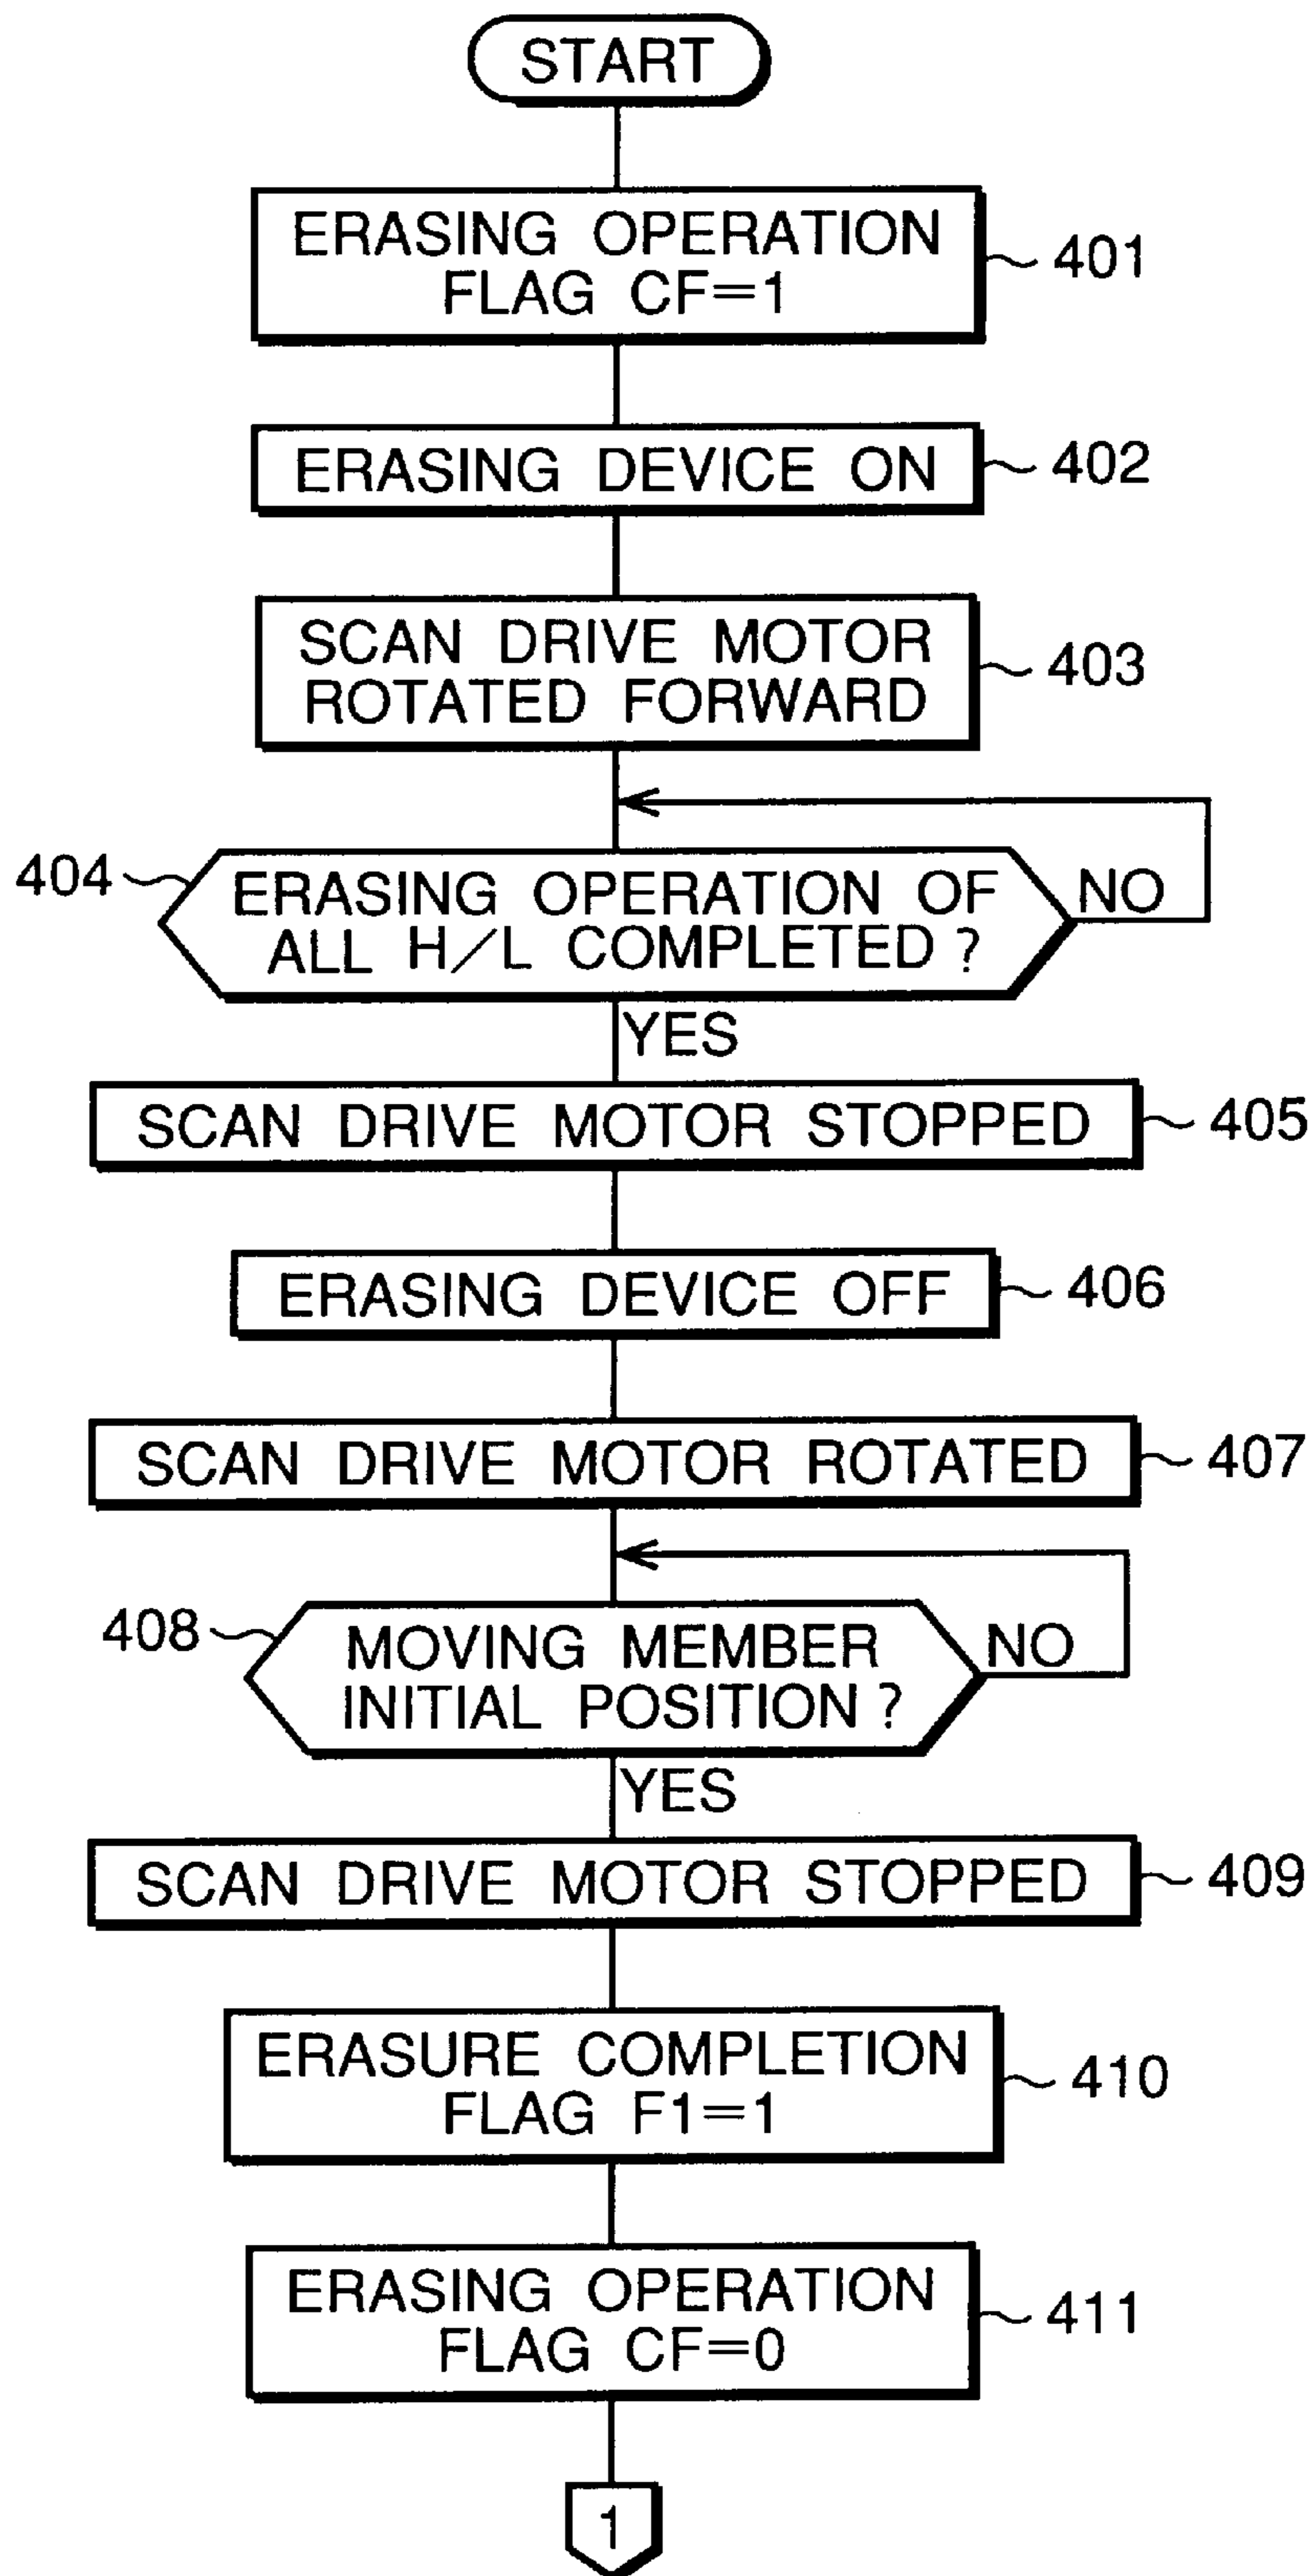 START
ERASING OPERATION
FLAG CF=1
401
ERASING DEVICE ON
402
SCAN DRIVE MOTOR
ROTATED FORWARD
403
404
ERASING OPERATION OF
ALL H/L COMPLETED?
NO
YES
SCAN DRIVE MOTOR STOPPED
405
ERASING DEVICE OFF
406
SCAN DRIVE MOTOR ROTATED
407
408
MOVING MEMBER
INITIAL POSITION?
NO
YES
SCAN DRIVE MOTOR STOPPED
409
ERASURE COMPLETION
FLAG F1=1
410
ERASING OPERATION
FLAG CF=0
411
1